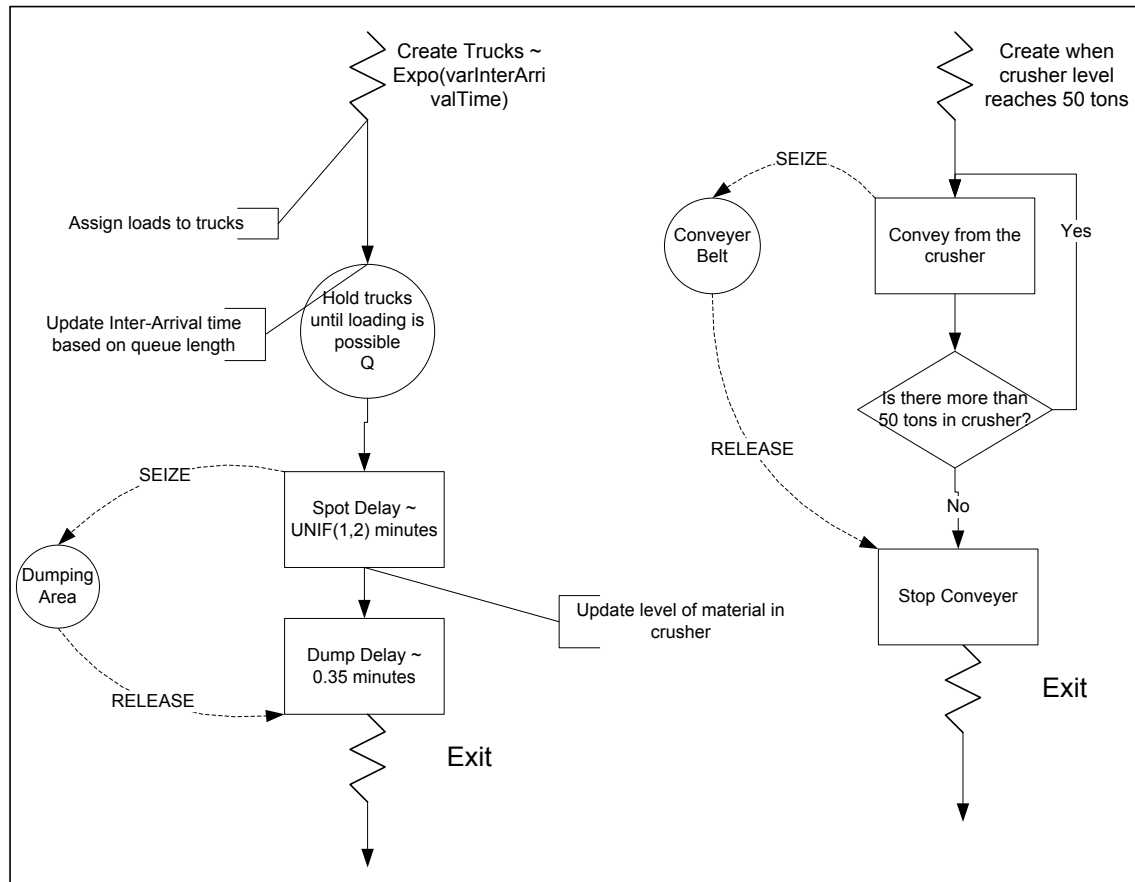 Create Trucks ~
Expo(varInterArri
valTime)
Assign loads to trucks
Update Inter-Arrival time
based on queue length
Hold trucks
until loading is
possible
Q
SEIZE
Spot Delay ~
UNIF(1,2) minutes
Dumping
Area
Update level of material in
crusher
Dump Delay ~
0.35 minutes
RELEASE
Exit
Create when
crusher level
reaches 50 tons
SEIZE
Conveyer
Belt
Convey from the
crusher
Yes
Is there more than
50 tons in crusher?
RELEASE
No
Stop Conveyer
Exit